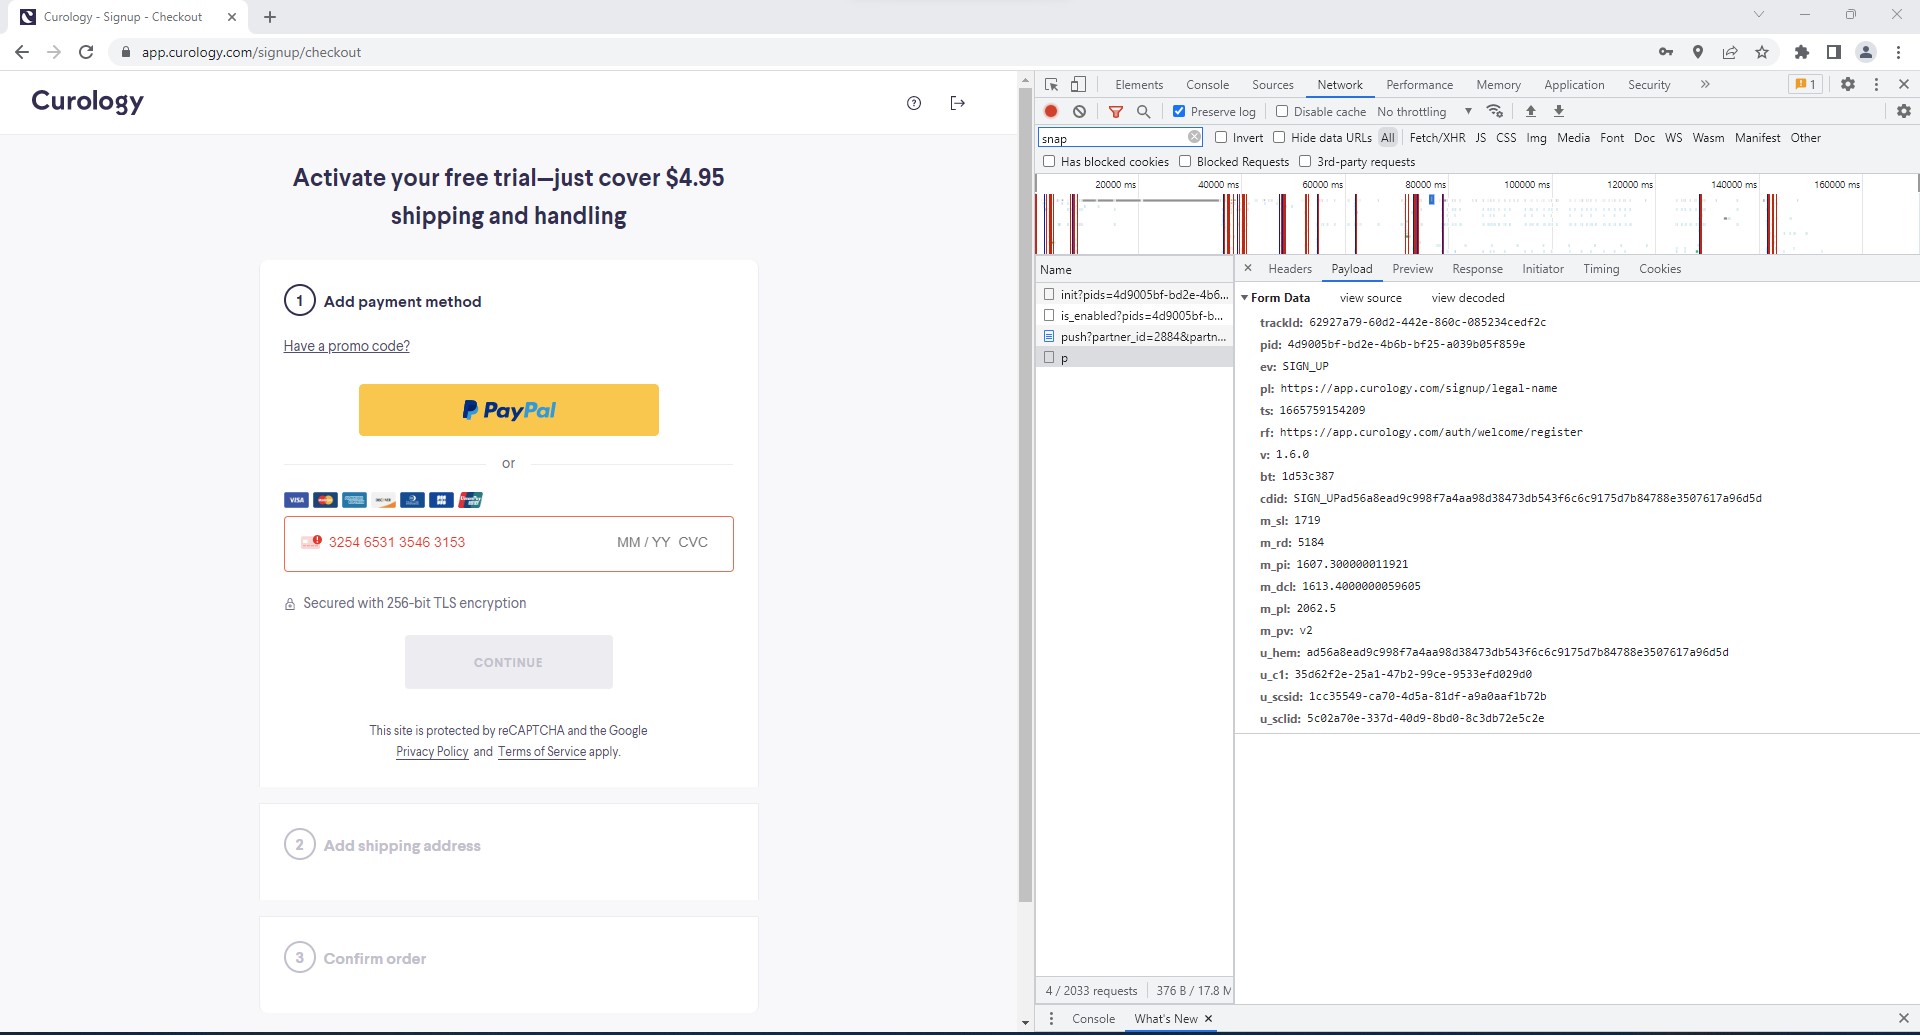 Curology - Signup - Checkout
app.curology.com/signup/checkout
Curology
Activate your free trial—just cover $4.95
shipping and handling
1 Add payment method
Have a promo code?
PayPal
or
VISA
3254 6531 3546 3153 MM / YY CVC
Secured with 256-bit TLS encryption
CONTINUE
This site is protected by reCAPTCHA and the Google
Privacy Policy and Terms of Service apply.
2 Add shipping address
3 Confirm order
Elements Console Sources Network Performance Memory Application Security 1
Preserve log Disable cache No throttling
snap Invert Hide data URLs All Fetch/XHR JS CSS Img Media Font Doc WS Wasm Manifest Other
Has blocked cookies Blocked Requests 3rd-party requests
20000 ms 40000 ms 60000 ms 80000 ms 100000 ms 120000 ms 140000 ms 160000 ms
Name
init?pids=4d9005bf-bd2e-4b6...
is_enabled?pids=4d9005bf-b...
push?partner_id=2884&partn...
p
Headers Payload Preview Response Initiator Timing Cookies
Form Data view source view decoded
trackId: 62927a79-60d2-442e-860c-085234cedf2c
pid: 4d9005bf-bd2e-4b6b-bf25-a039b05f859e
ev: SIGN_UP
pl: https://app.curology.com/signup/legal-name
ts: 1665759154209
rf: https://app.curology.com/auth/welcome/register
v: 1.6.0
bt: 1d53c387
cdid: SIGN_UPad56a8ead9c998f7a4aa98d38473db543f6c6c9175d7b84788e3507617a96d5d
m_sl: 1719
m_rd: 5184
m_pi: 1607.300000011921
m_dcl: 1613.4000000059605
m_pl: 2062.5
m_pv: v2
u_hem: ad56a8ead9c998f7a4aa98d38473db543f6c6c9175d7b84788e3507617a96d5d
u_c1: 35d62f2e-25a1-47b2-99ce-9533efd029d0
u_scsid: 1cc35549-ca70-4d5a-81df-a9a0aaf1b72b
u_sclid: 5c02a70e-337d-40d9-8bd0-8c3db72e5c2e
4 / 2033 requests 376 B / 17.8 M
Console What's New